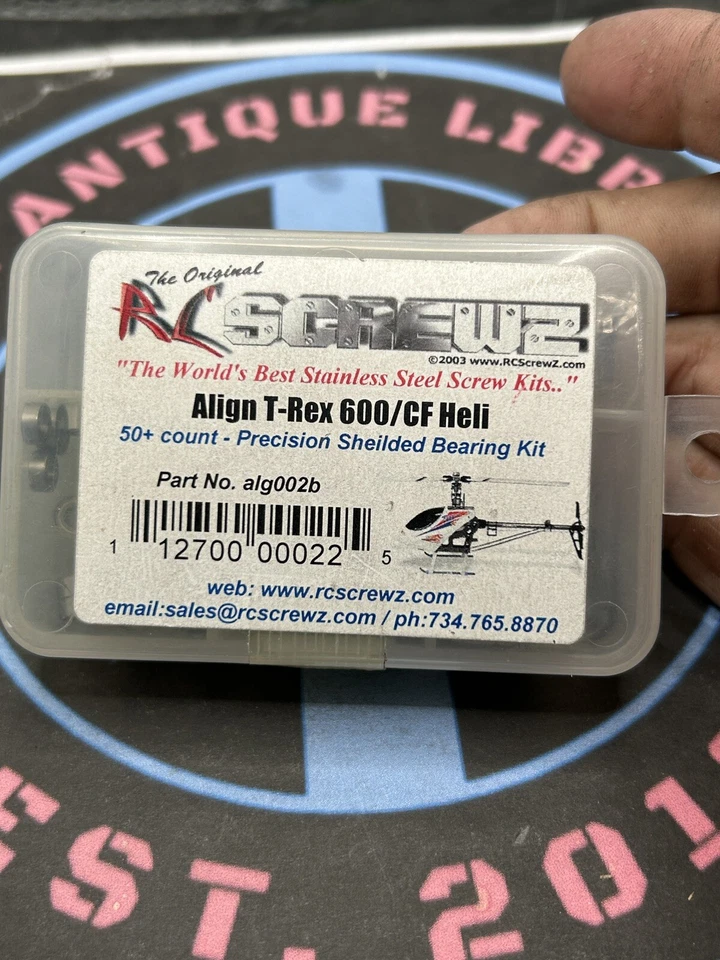 ANTIQUE
The Original
RC SCREWZ
©2003 www.RCScrewZ.com
"The World's Best Stainless Steel Screw Kits.."
Align T-Rex 600/CF Heli
50+ count - Precision Sheilded Bearing Kit
Part No. alg002b
1 12700 00022 5
web: www.rcscrewz.com
email:sales@rcscrewz.com / ph:734.765.8870
EST. 201